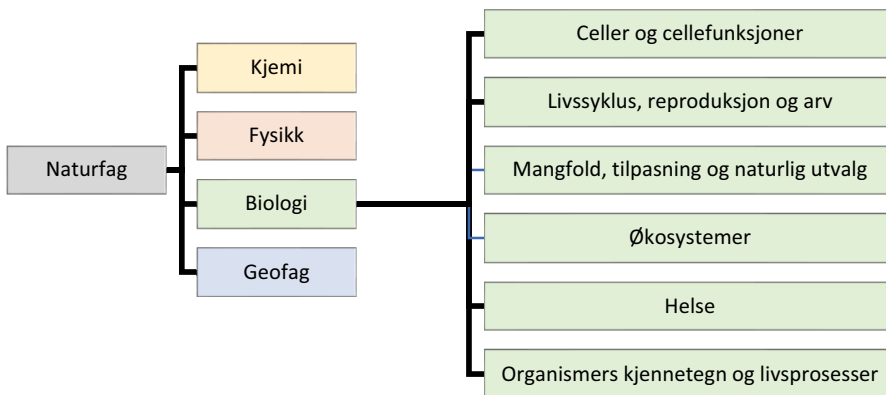 Naturfag
Kjemi
Fysikk
Biologi
Geofag
Celler og cellefunksjoner
Livssyklus, reproduksjon og arv
Mangfold, tilpasning og naturlig utvalg
Økosystemer
Helse
Organismers kjennetegn og livsprosesser